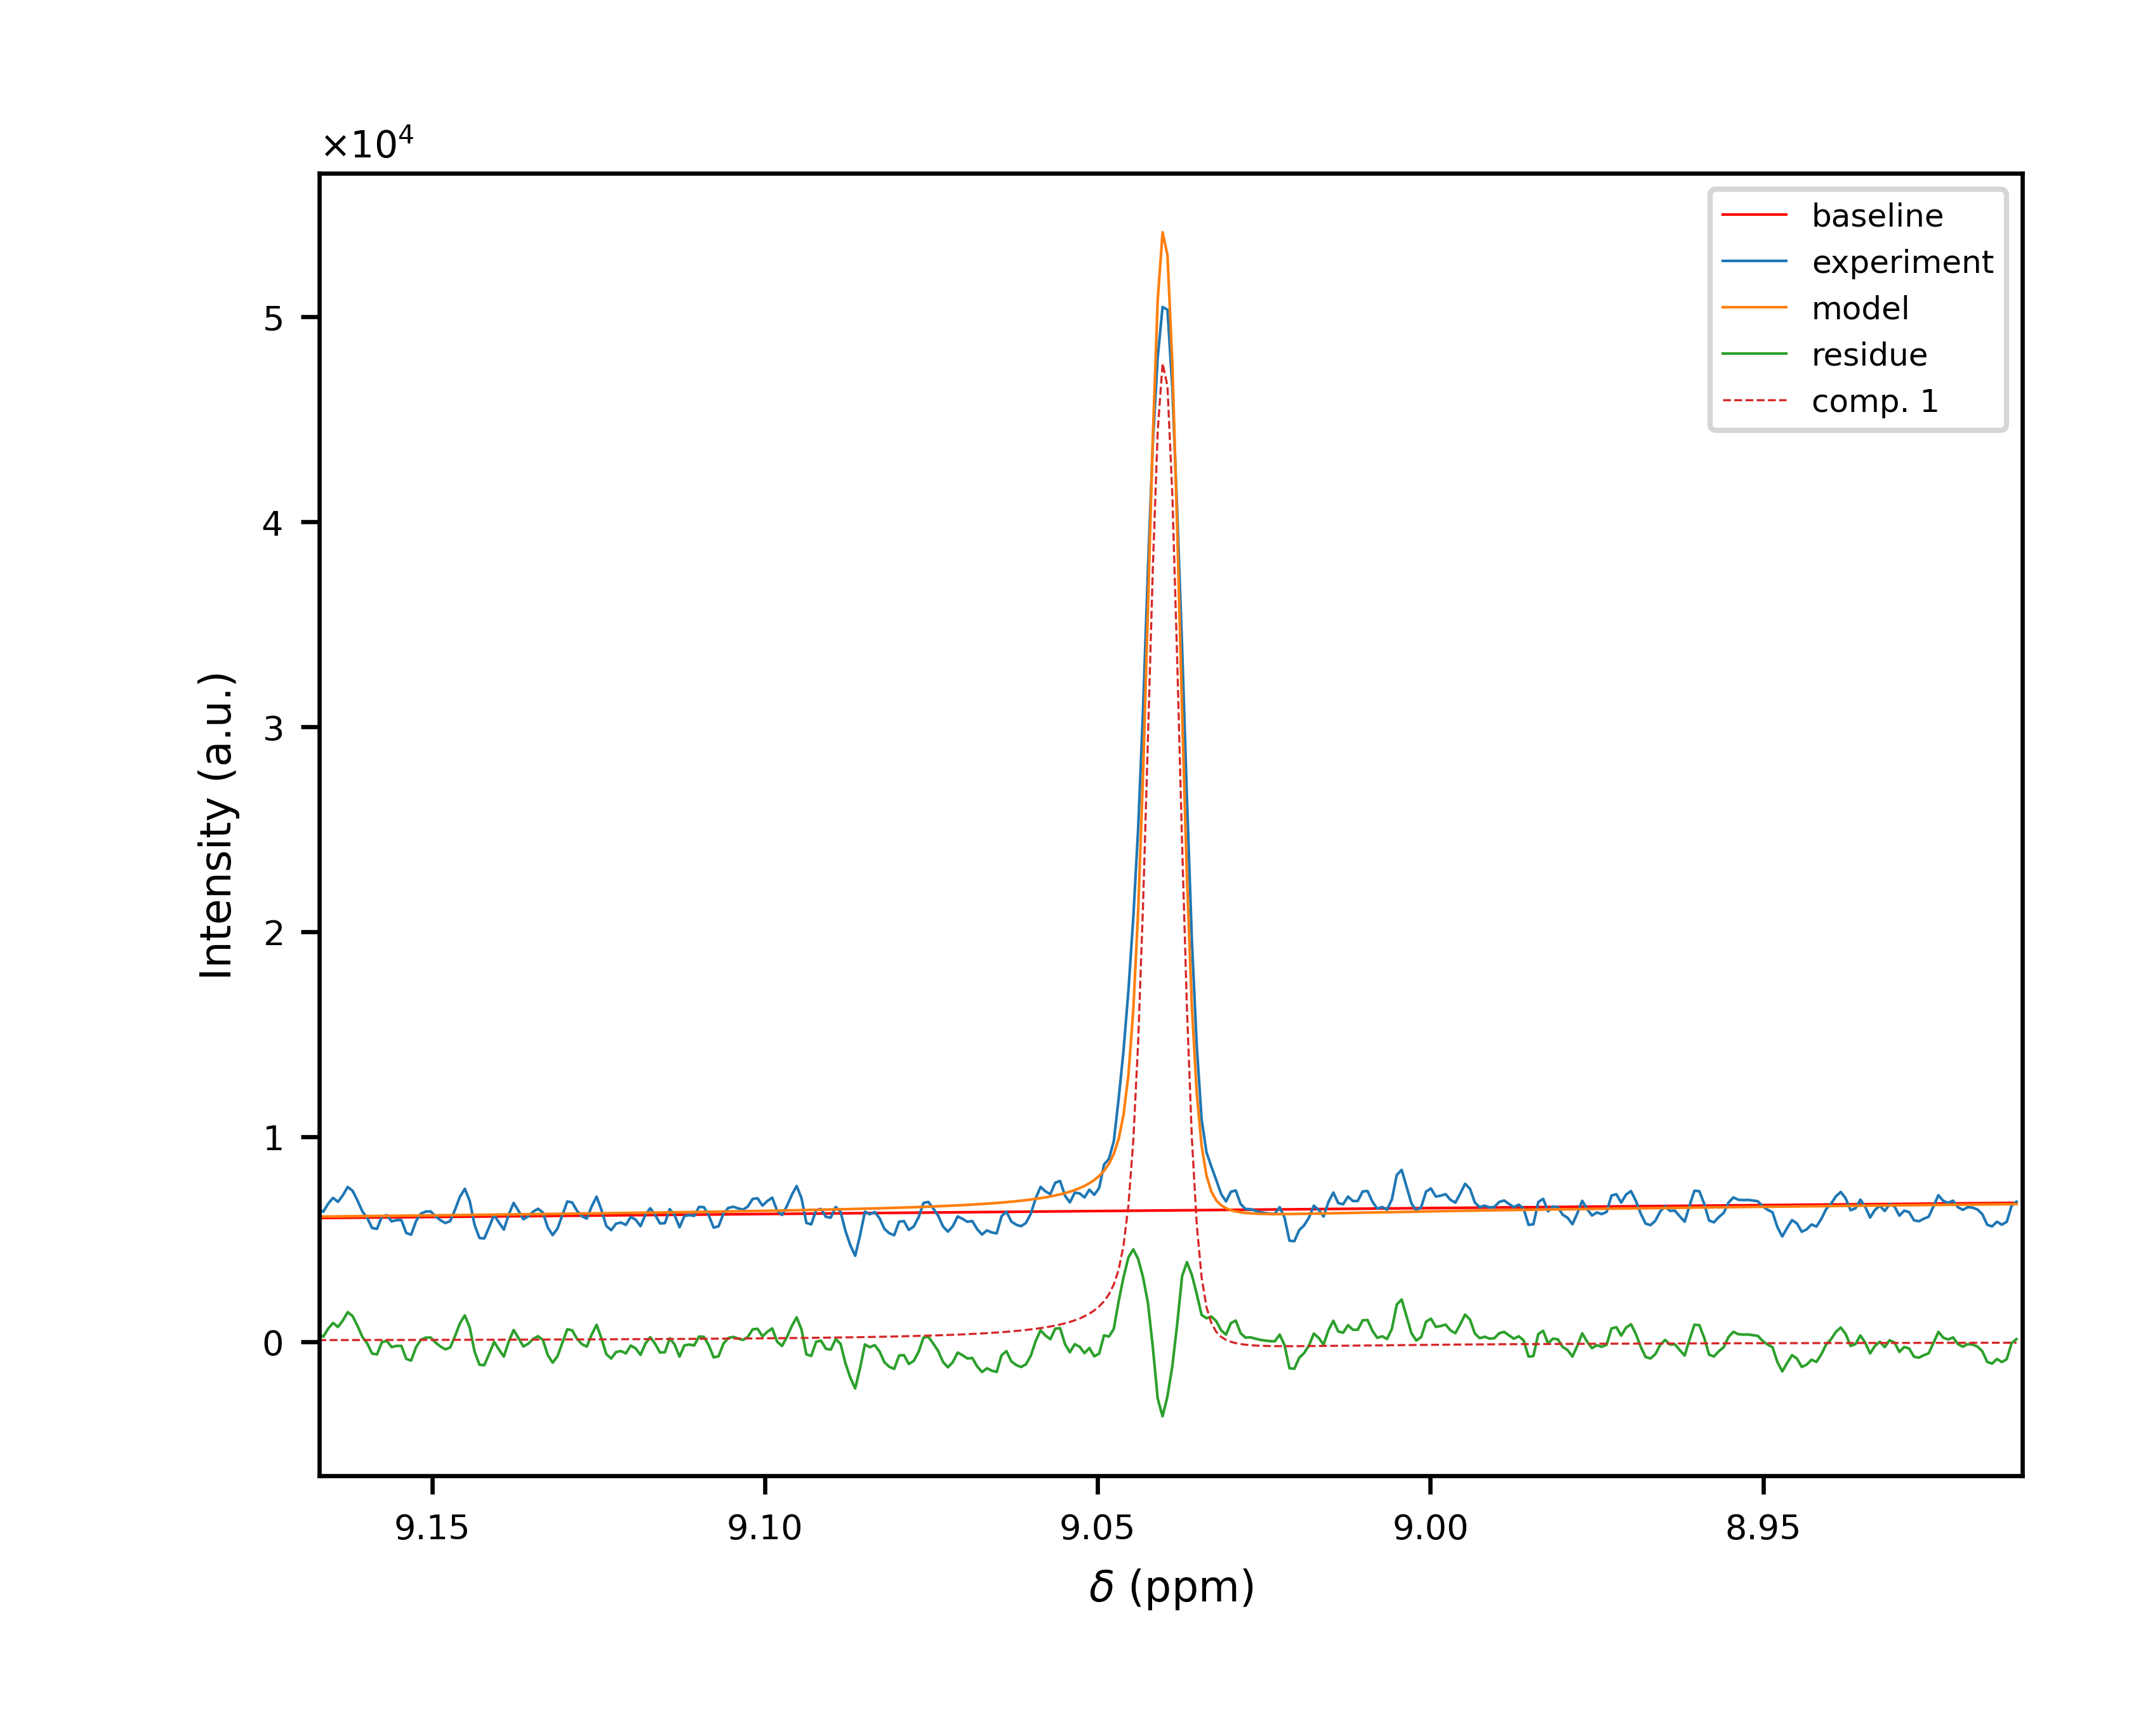 ×10⁴
baseline
experiment
model
residue
comp. 1
5
4
3
2
1
0
Intensity (a.u.)
9.15 9.10 9.05 9.00 8.95
δ (ppm)